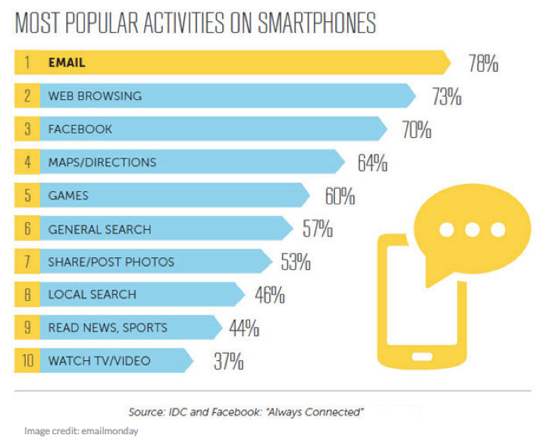 MOST POPULAR ACTIVITIES ON SMARTPHONES
1 EMAIL 78%
2 WEB BROWSING 73%
3 FACEBOOK 70%
4 MAPS/DIRECTIONS 64%
5 GAMES 60%
6 GENERAL SEARCH 57%
7 SHARE/POST PHOTOS 53%
8 LOCAL SEARCH 46%
9 READ NEWS, SPORTS 44%
10 WATCH TV/VIDEO 37%
Source: IDC and Facebook: "Always Connected"
Image credit: emailmonday